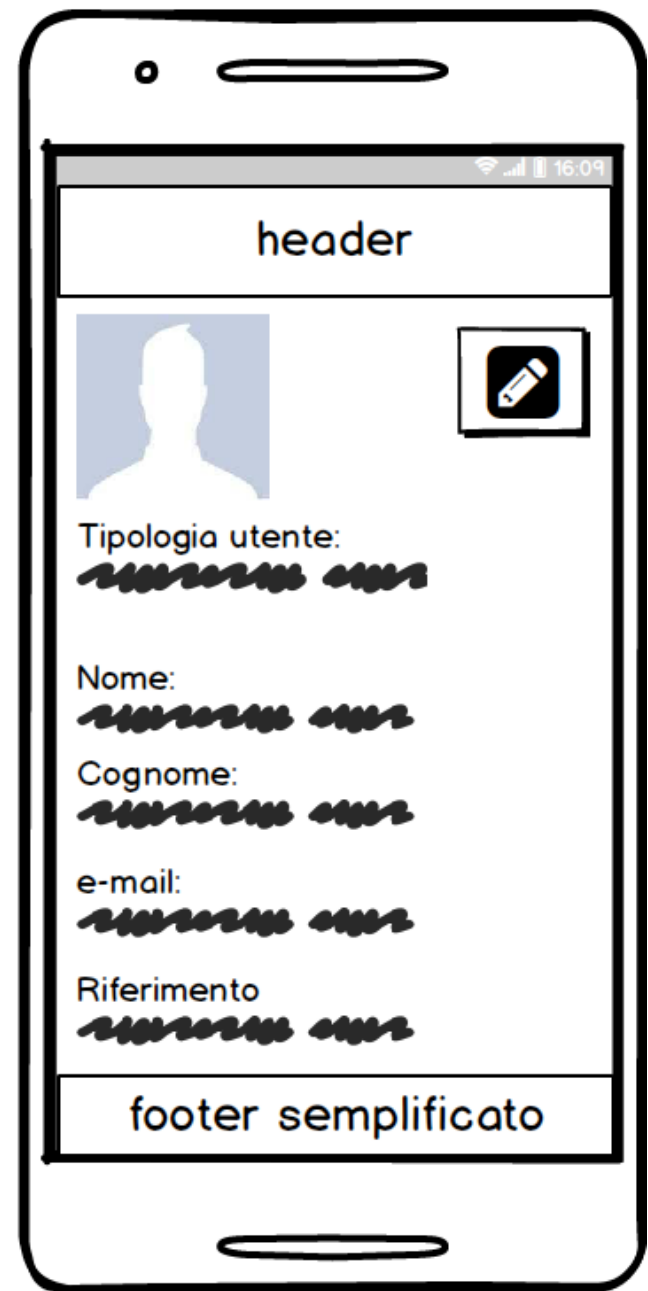 16:09
header
Tipologia utente:
Nome:
Cognome:
e-mail:
Riferimento
footer semplificato